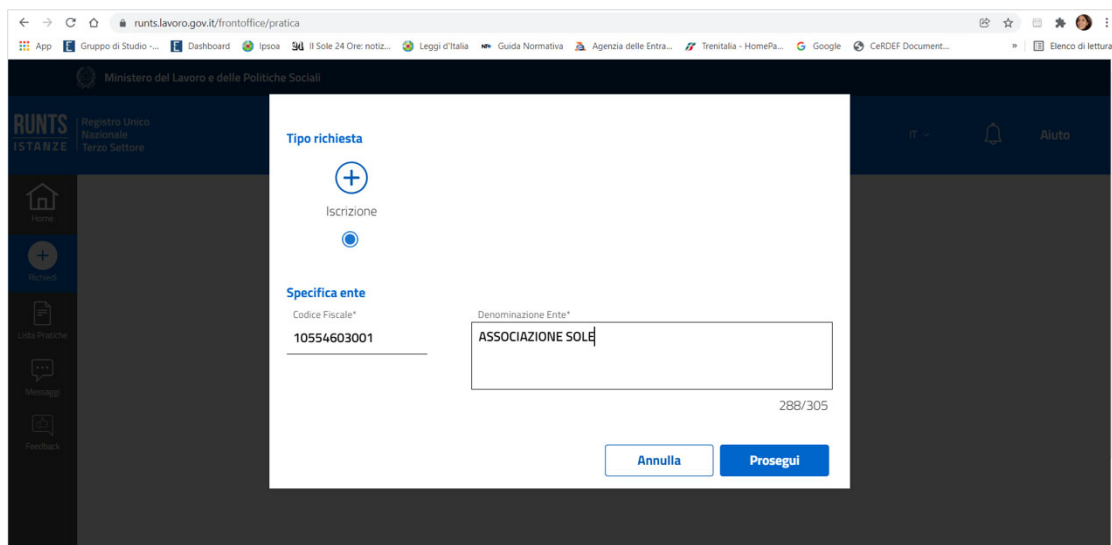 runts.lavoro.gov.it/frontoffice/pratica
App Gruppo di Studio -... Dashboard Ipsoa Il Sole 24 Ore: notiz... Leggi d'Italia Guida Normativa Agenzia delle Entra... Trenitalia - HomePa... Google CeRDEF Document... » Elenco di lettura
Ministero del Lavoro e delle Politiche Sociali
RUNTS
ISTANZE
Registro Unico
Nazionale
Terzo Settore
IT
Aiuto
Home
Richiedi
Lista Pratiche
Messaggi
Feedback
Tipo richiesta
Iscrizione
Specifica ente
Codice Fiscale*
10554603001
Denominazione Ente*
ASSOCIAZIONE SOLE
288/305
Annulla
Prosegui